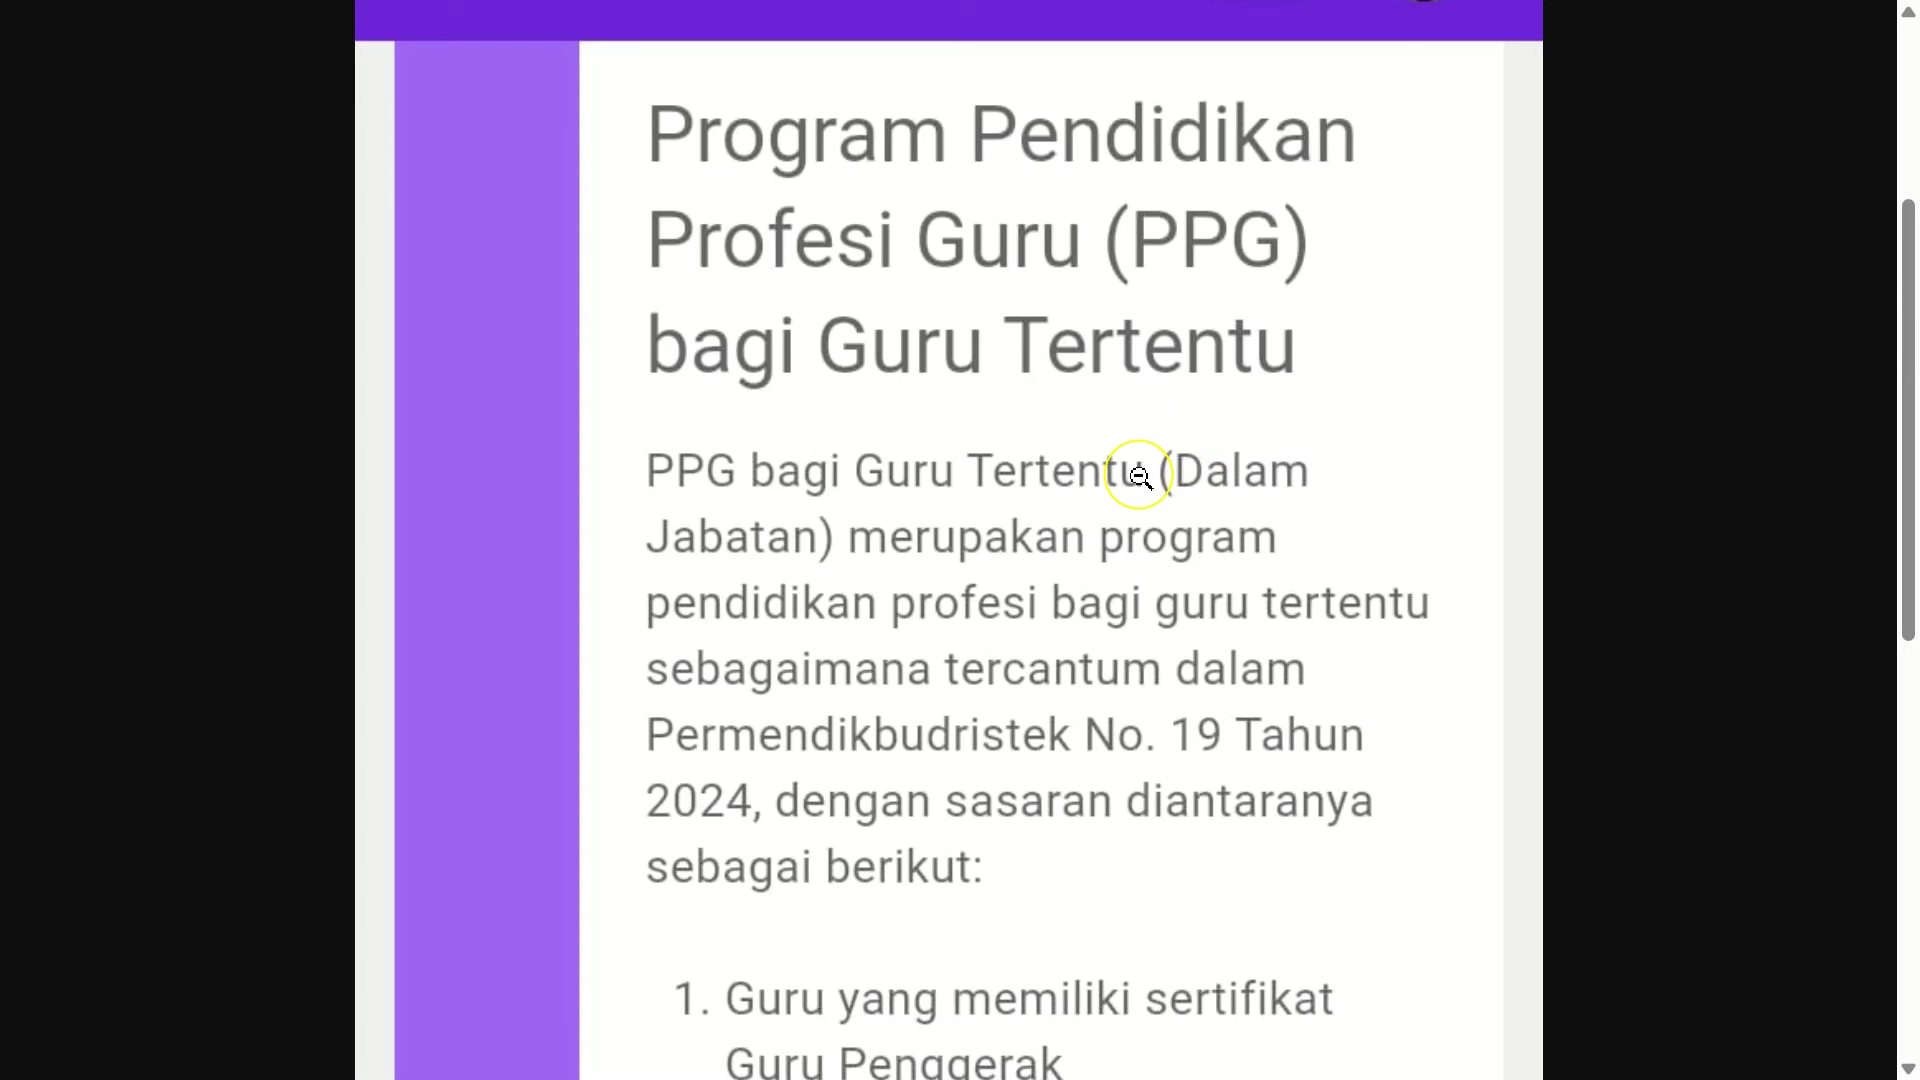 Program Pendidikan
Profesi Guru (PPG)
bagi Guru Tertentu
PPG bagi Guru Tertentu (Dalam
Jabatan) merupakan program
pendidikan profesi bagi guru tertentu
sebagaimana tercantum dalam
Permendikbudristek No. 19 Tahun
2024, dengan sasaran diantaranya
sebagai berikut:
1. Guru yang memiliki sertifikat
Guru Penggerak